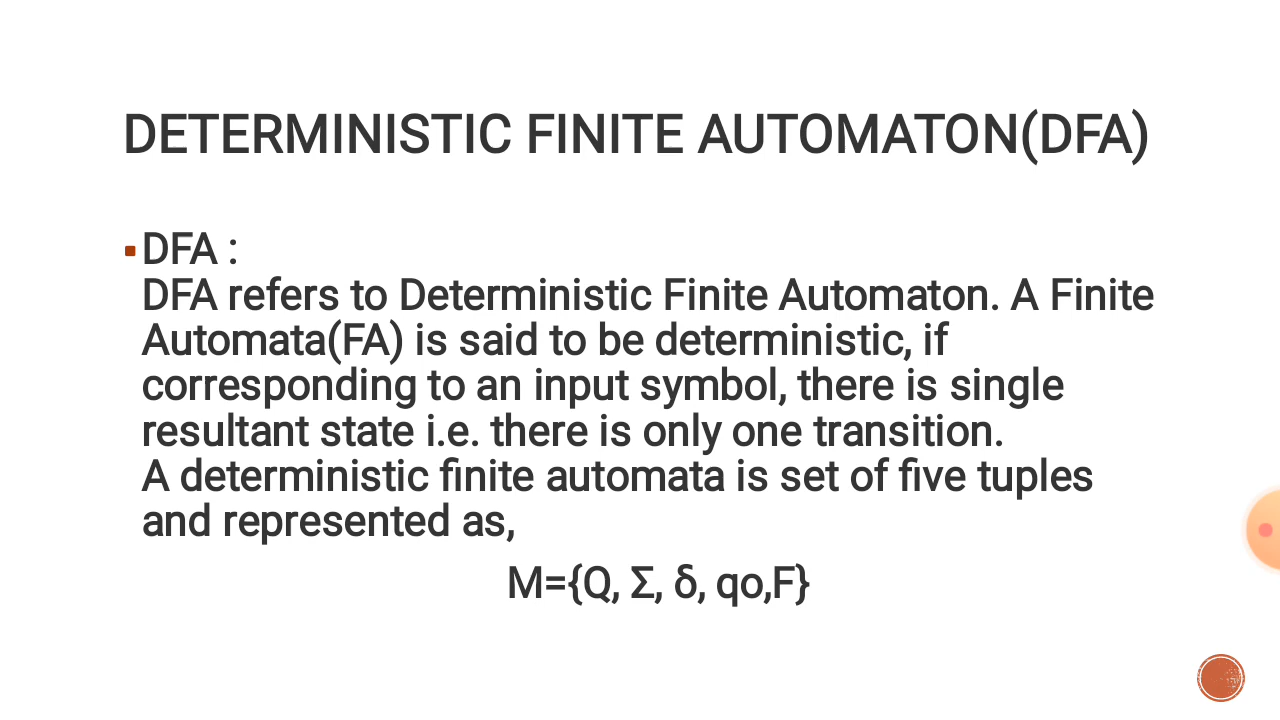 DETERMINISTIC FINITE AUTOMATON(DFA)
DFA :
DFA refers to Deterministic Finite Automaton. A Finite
Automata(FA) is said to be deterministic, if
corresponding to an input symbol, there is single
resultant state i.e. there is only one transition.
A deterministic finite automata is set of five tuples
and represented as,
M={Q, Σ, δ, qo,F}